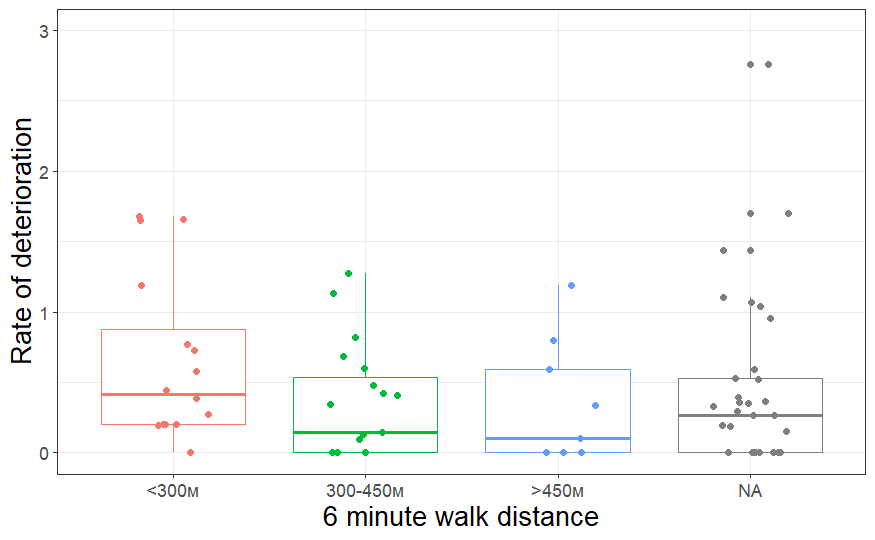 Rate of deterioration
3
2
1
0
<300м
300-450м
>450м
NA
6 minute walk distance